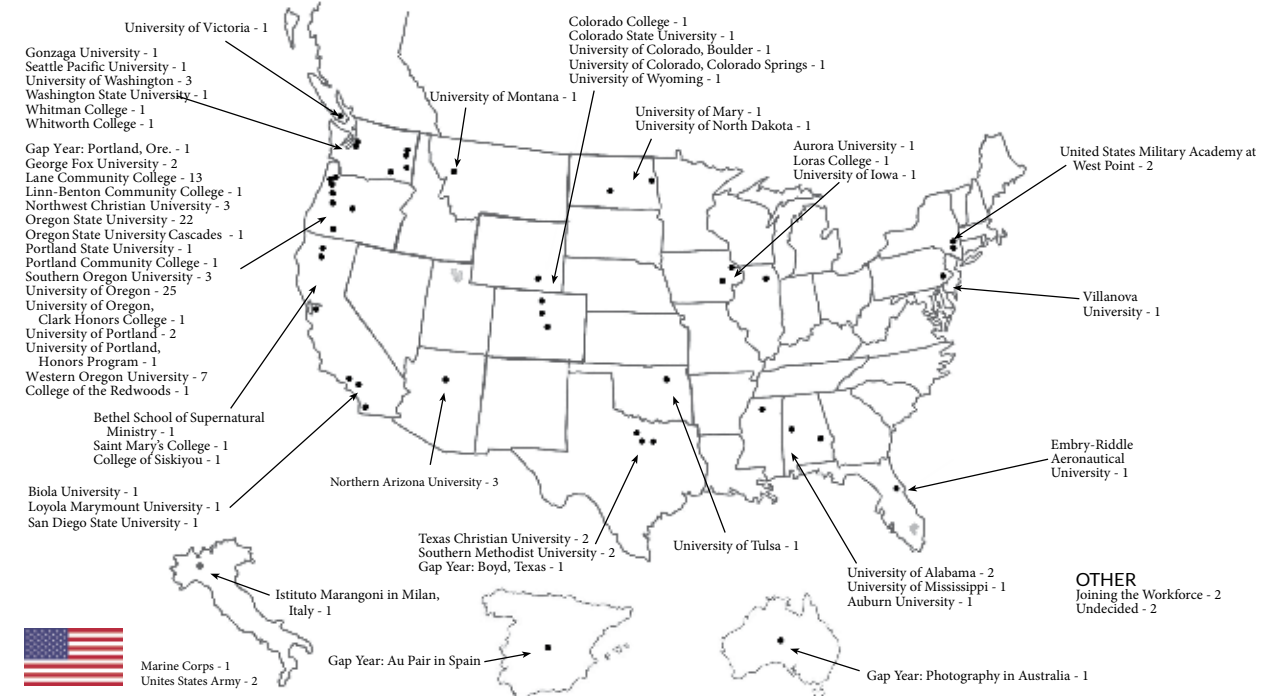 University of Victoria - 1
Gonzaga University - 1
Seattle Pacific University - 1
University of Washington - 3
Washington State University - 1
Whitman College - 1
Whitworth College - 1
Gap Year: Portland, Ore. - 1
George Fox University - 2
Lane Community College - 13
Linn-Benton Community College - 1
Northwest Christian University - 3
Oregon State University - 22
Oregon State University Cascades - 1
Portland State University - 1
Portland Community College - 1
Southern Oregon University - 3
University of Oregon - 25
University of Oregon,
Clark Honors College - 1
University of Portland - 2
University of Portland,
Honors Program - 1
Western Oregon University - 7
College of the Redwoods - 1
Bethel School of Supernatural
Ministry - 1
Saint Mary's College - 1
College of Siskiyou - 1
Biola University - 1
Loyola Marymount University - 1
San Diego State University - 1
University of Montana - 1
Colorado College - 1
Colorado State University - 1
University of Colorado, Boulder - 1
University of Colorado, Colorado Springs - 1
University of Wyoming - 1
University of Mary - 1
University of North Dakota - 1
Aurora University - 1
Loras College - 1
University of Iowa - 1
United States Military Academy at
West Point - 2
Villanova
University - 1
Embry-Riddle
Aeronautical
University - 1
Northern Arizona University - 3
Texas Christian University - 2
Southern Methodist University - 2
Gap Year: Boyd, Texas - 1
University of Tulsa - 1
University of Alabama - 2
University of Mississippi - 1
Auburn University - 1
OTHER
Joining the Workforce - 2
Undecided - 2
Istituto Marangoni in Milan,
Italy - 1
Marine Corps - 1
Unites States Army - 2
Gap Year: Au Pair in Spain
Gap Year: Photography in Australia - 1